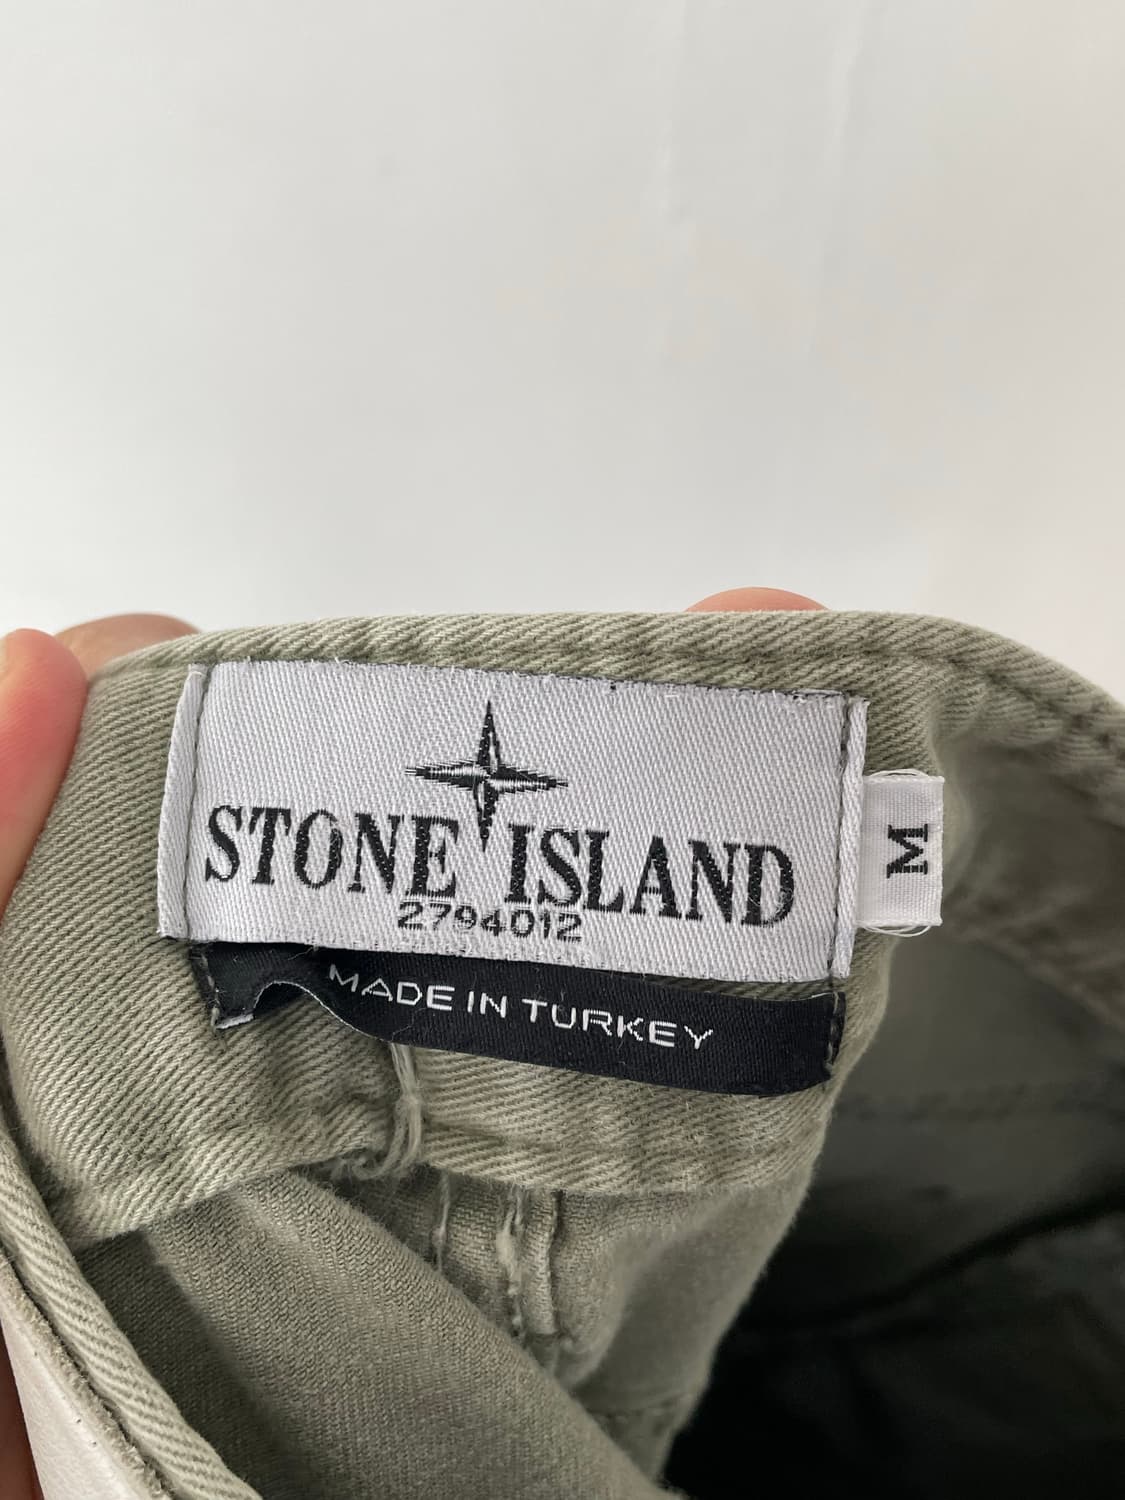 STONE ISLAND
2794012
MADE IN TURKEY
M